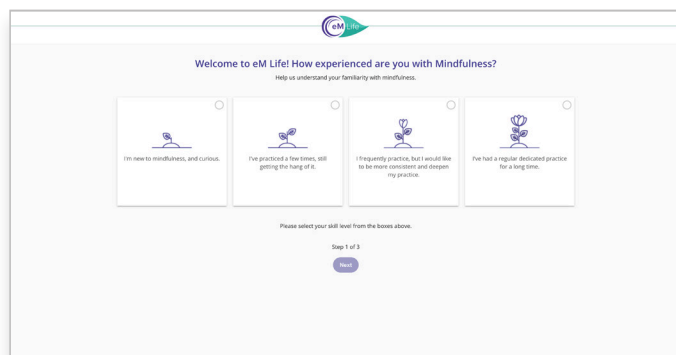 eM Life
Welcome to eM Life! How experienced are you with Mindfulness?
Help us understand your familiarity with mindfulness.
I'm new to mindfulness, and curious.
I've practiced a few times, still
getting the hang of it.
I frequently practice, but I would like
to be more consistent and deepen
my practice.
I've had a regular dedicated practice
for a long time.
Please select your skill level from the boxes above.
Step 1 of 3
Next